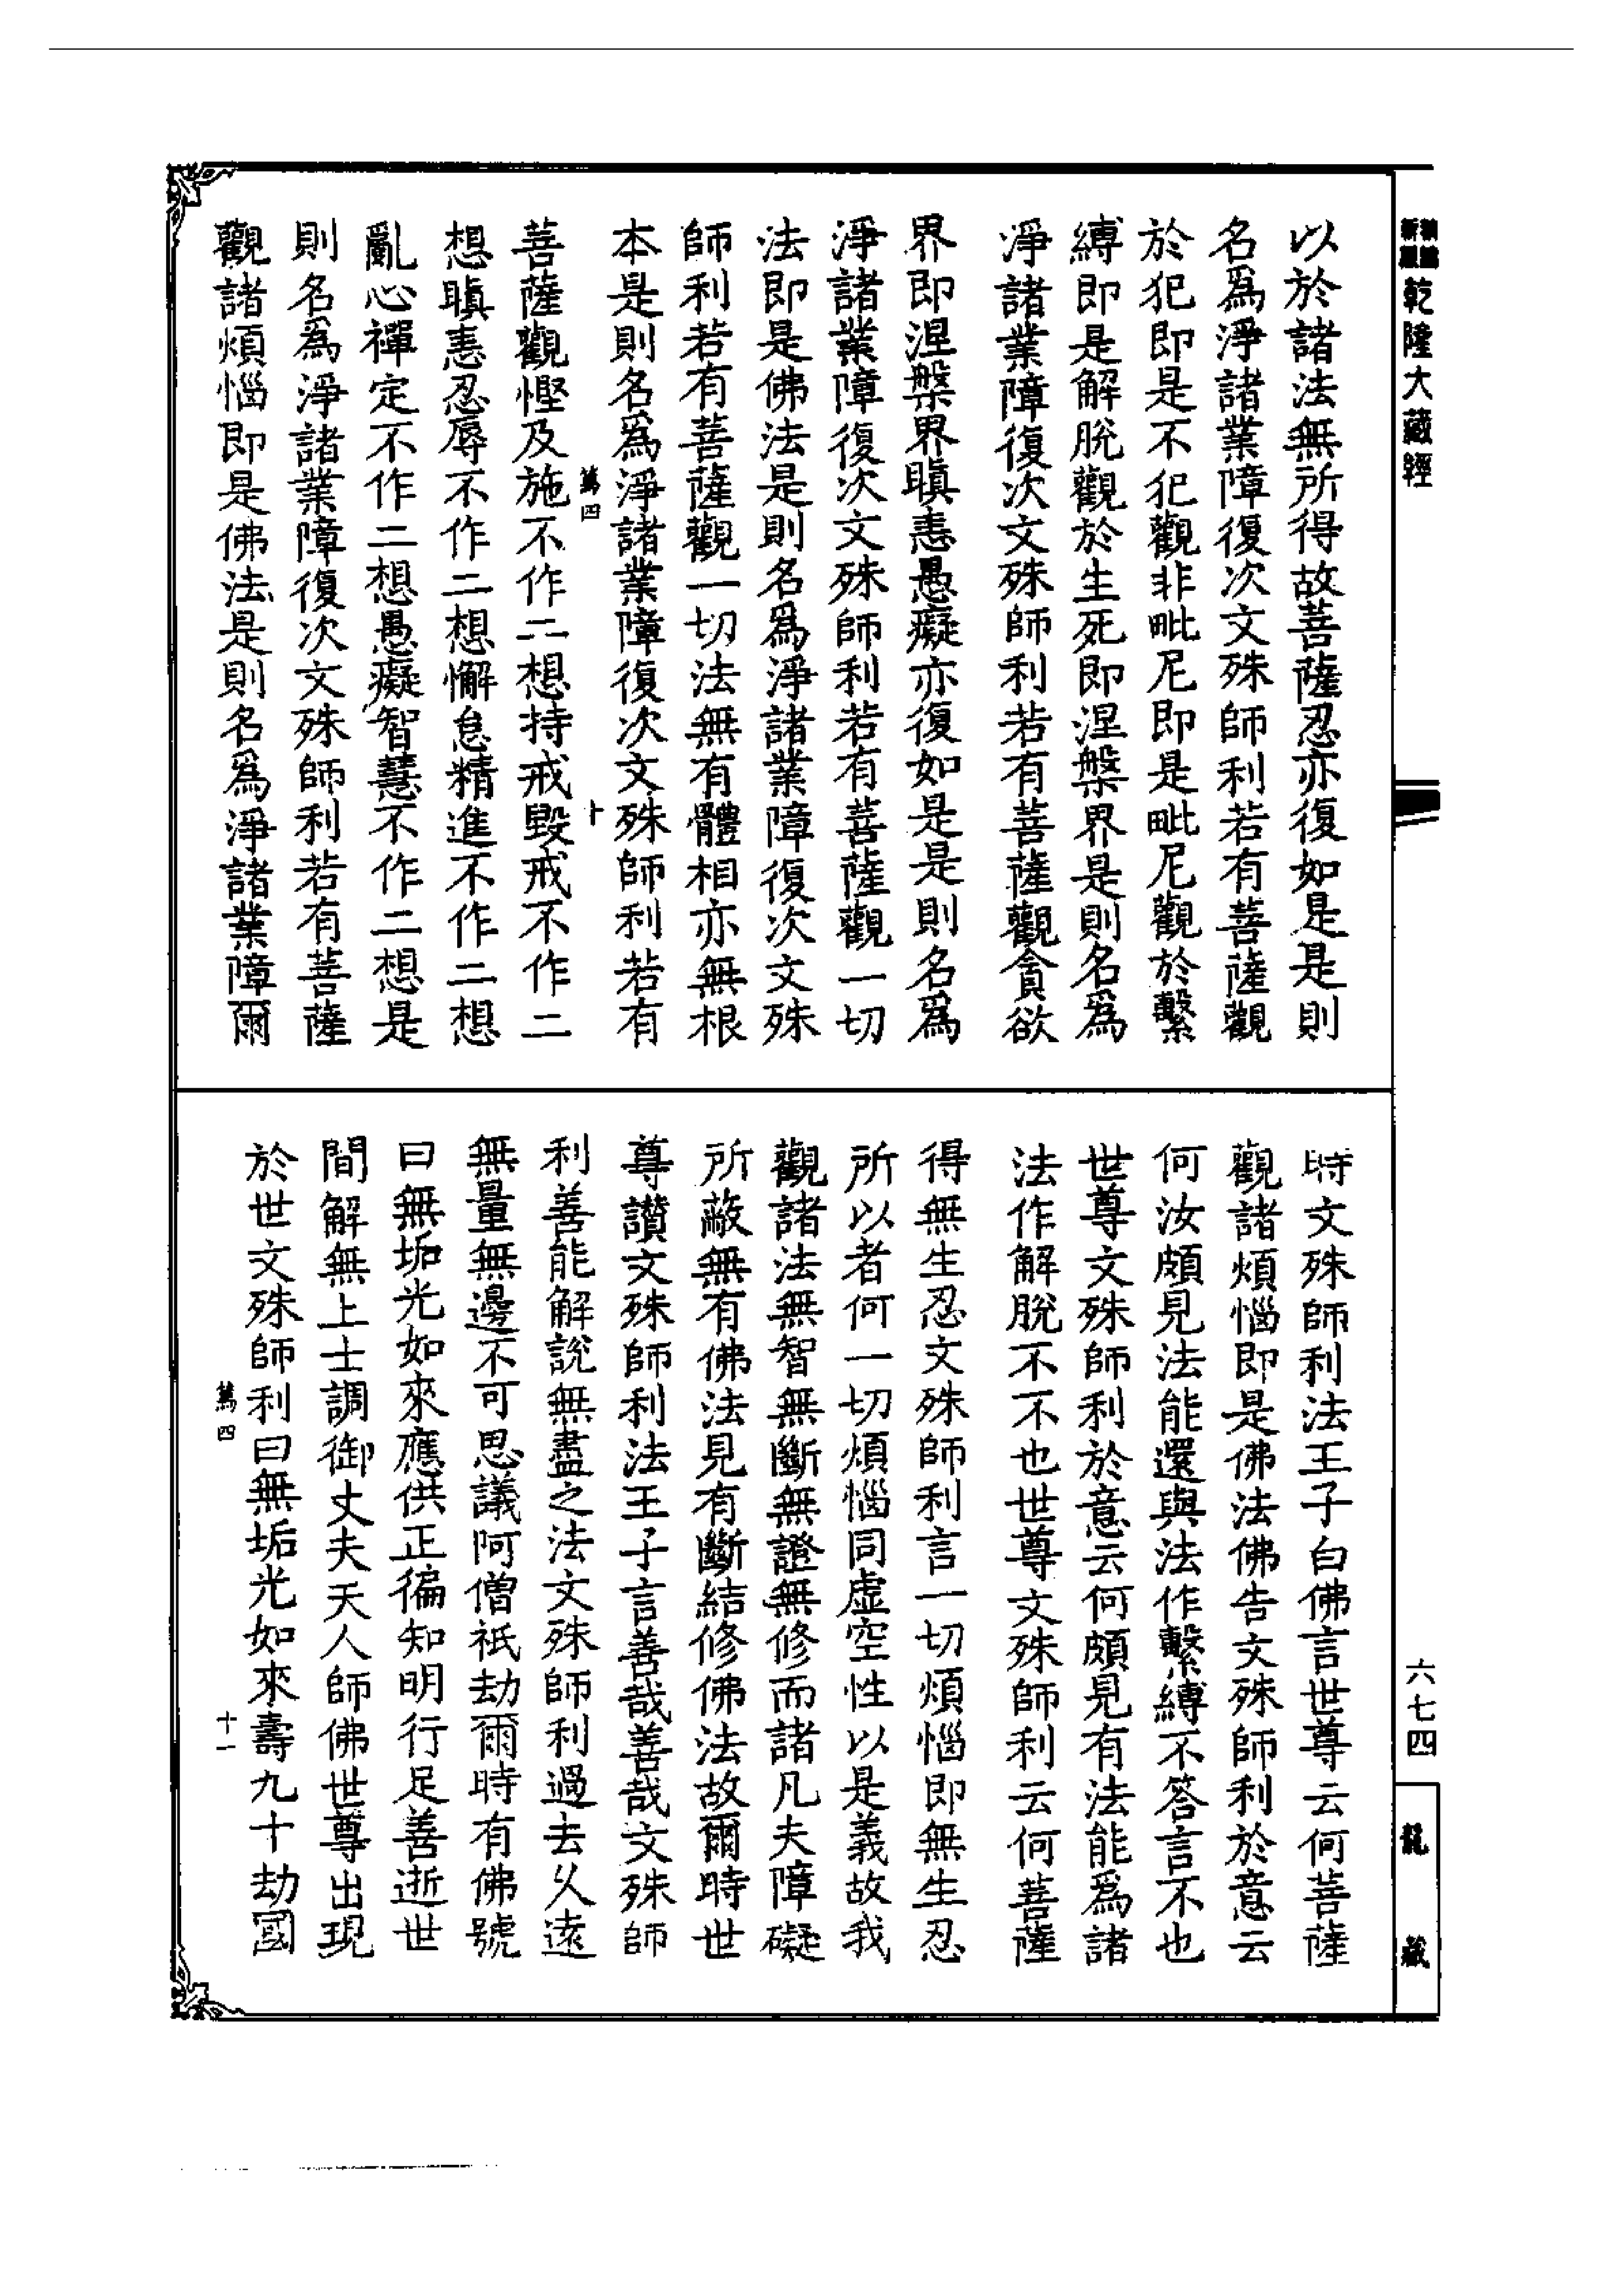 乾隆大藏經
以於諸法無所得故菩薩忍亦復如是是則
名爲淨諸業障復次文殊師利若有菩薩觀
於犯即是不犯觀非毗尼即是毗尼觀於繫
縛即是解脫觀於生死即涅槃界是則名爲
淨諸業障復次文殊師利若有菩薩觀貪欲
界即涅槃界瞋恚愚癡亦復如是是則名爲
淨諸業障復次文殊師利若有菩薩觀一切
法即是佛法是則名爲淨諸業障復次文殊
師利若有菩薩觀一切法無有體相亦無根
本是則名爲淨諸業障復次文殊師利若有
四 十
菩薩觀慳及施不作二想持戒毀戒不作二
想瞋恚忍辱不作二想懈怠精進不作二想
亂心禪定不作二想愚癡智慧不作二想是
則名爲淨諸業障復次文殊師利若有菩薩
觀諸煩惱即是佛法是則名爲淨諸業障爾
時文殊師利法王子白佛言世尊云何菩薩
觀諸煩惱即是佛法佛告文殊師利於意云
何汝頗見法能還與法作繫縛不答言不也
世尊文殊師利於意云何頗見有法能爲諸
法作解脫不不也世尊文殊師利云何菩薩
得無生忍文殊師利言一切煩惱即無生忍
所以者何一切煩惱同虛空性以是義故我
觀諸法無智無斷無證無修而諸凡夫障礙
所蔽無有佛法見有斷結修佛法故爾時世
尊讚文殊師利法王子言善哉善哉文殊師
利善能解說無盡之法文殊師利過去久遠
無量無邊不可思議阿僧祇劫爾時有佛號
曰無垢光如來應供正徧知明行足善逝世
間解無上士調御丈夫天人師佛世尊出現
於世文殊師利曰無垢光如來壽九十劫國
四 十一
六七四
龍藏